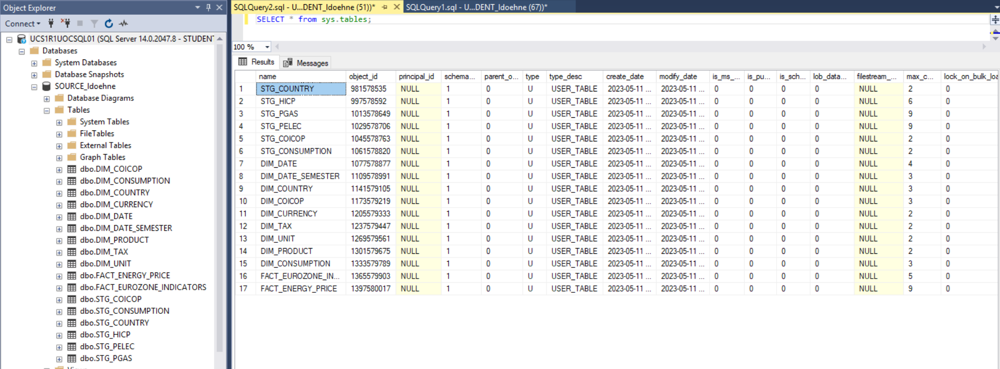 Object Explorer
Connect
UCS1R1UOCSQL01 (SQL Server 14.0.2047.8 - STUDENT
Databases
System Databases
Database Snapshots
SOURCE_ldoehne
Database Diagrams
Tables
System Tables
FileTables
External Tables
Graph Tables
dbo.DIM_COICOP
dbo.DIM_CONSUMPTION
dbo.DIM_COUNTRY
dbo.DIM_CURRENCY
dbo.DIM_DATE
dbo.DIM_DATE_SEMESTER
dbo.DIM_PRODUCT
dbo.DIM_TAX
dbo.DIM_UNIT
dbo.FACT_ENERGY_PRICE
dbo.FACT_EUROZONE_INDICATORS
dbo.STG_COICOP
dbo.STG_CONSUMPTION
dbo.STG_COUNTRY
dbo.STG_HICP
dbo.STG_PELEC
dbo.STG_PGAS
SQLQuery2.sql - U...DENT_ldoehne (51))* SQLQuery1.sql - U...DENT_ldoehne (67))*
SELECT * from sys.tables;
100 %
Results Messages
name object_id principal_id schema... parent_o... type type_desc create_date modify_date is_ms_... is_pu... is_sch... lob_data... filestream_... max_c... lock_on_bulk_loa
1 STG_COUNTRY 981578535 NULL 1 0 U USER_TABLE 2023-05-11 ... 2023-05-11 ... 0 0 0 0 NULL 2 0
2 STG_HICP 997578592 NULL 1 0 U USER_TABLE 2023-05-11 ... 2023-05-11 ... 0 0 0 0 NULL 6 0
3 STG_PGAS 1013578649 NULL 1 0 U USER_TABLE 2023-05-11 ... 2023-05-11 ... 0 0 0 0 NULL 9 0
4 STG_PELEC 1029578706 NULL 1 0 U USER_TABLE 2023-05-11 ... 2023-05-11 ... 0 0 0 0 NULL 9 0
5 STG_COICOP 1045578763 NULL 1 0 U USER_TABLE 2023-05-11 ... 2023-05-11 ... 0 0 0 0 NULL 2 0
6 STG_CONSUMPTION 1061578820 NULL 1 0 U USER_TABLE 2023-05-11 ... 2023-05-11 ... 0 0 0 0 NULL 2 0
7 DIM_DATE 1077578877 NULL 1 0 U USER_TABLE 2023-05-11 ... 2023-05-11 ... 0 0 0 0 NULL 4 0
8 DIM_DATE_SEMESTER 1109578991 NULL 1 0 U USER_TABLE 2023-05-11 ... 2023-05-11 ... 0 0 0 0 NULL 3 0
9 DIM_COUNTRY 1141579105 NULL 1 0 U USER_TABLE 2023-05-11 ... 2023-05-11 ... 0 0 0 0 NULL 3 0
10 DIM_COICOP 1173579219 NULL 1 0 U USER_TABLE 2023-05-11 ... 2023-05-11 ... 0 0 0 0 NULL 3 0
11 DIM_CURRENCY 1205579333 NULL 1 0 U USER_TABLE 2023-05-11 ... 2023-05-11 ... 0 0 0 0 NULL 2 0
12 DIM_TAX 1237579447 NULL 1 0 U USER_TABLE 2023-05-11 ... 2023-05-11 ... 0 0 0 0 NULL 2 0
13 DIM_UNIT 1269579561 NULL 1 0 U USER_TABLE 2023-05-11 ... 2023-05-11 ... 0 0 0 0 NULL 2 0
14 DIM_PRODUCT 1301579675 NULL 1 0 U USER_TABLE 2023-05-11 ... 2023-05-11 ... 0 0 0 0 NULL 2 0
15 DIM_CONSUMPTION 1333579789 NULL 1 0 U USER_TABLE 2023-05-11 ... 2023-05-11 ... 0 0 0 0 NULL 3 0
16 FACT_EUROZONE_IN... 1365579903 NULL 1 0 U USER_TABLE 2023-05-11 ... 2023-05-11 ... 0 0 0 0 NULL 5 0
17 FACT_ENERGY_PRICE 1397580017 NULL 1 0 U USER_TABLE 2023-05-11 ... 2023-05-11 ... 0 0 0 0 NULL 9 0